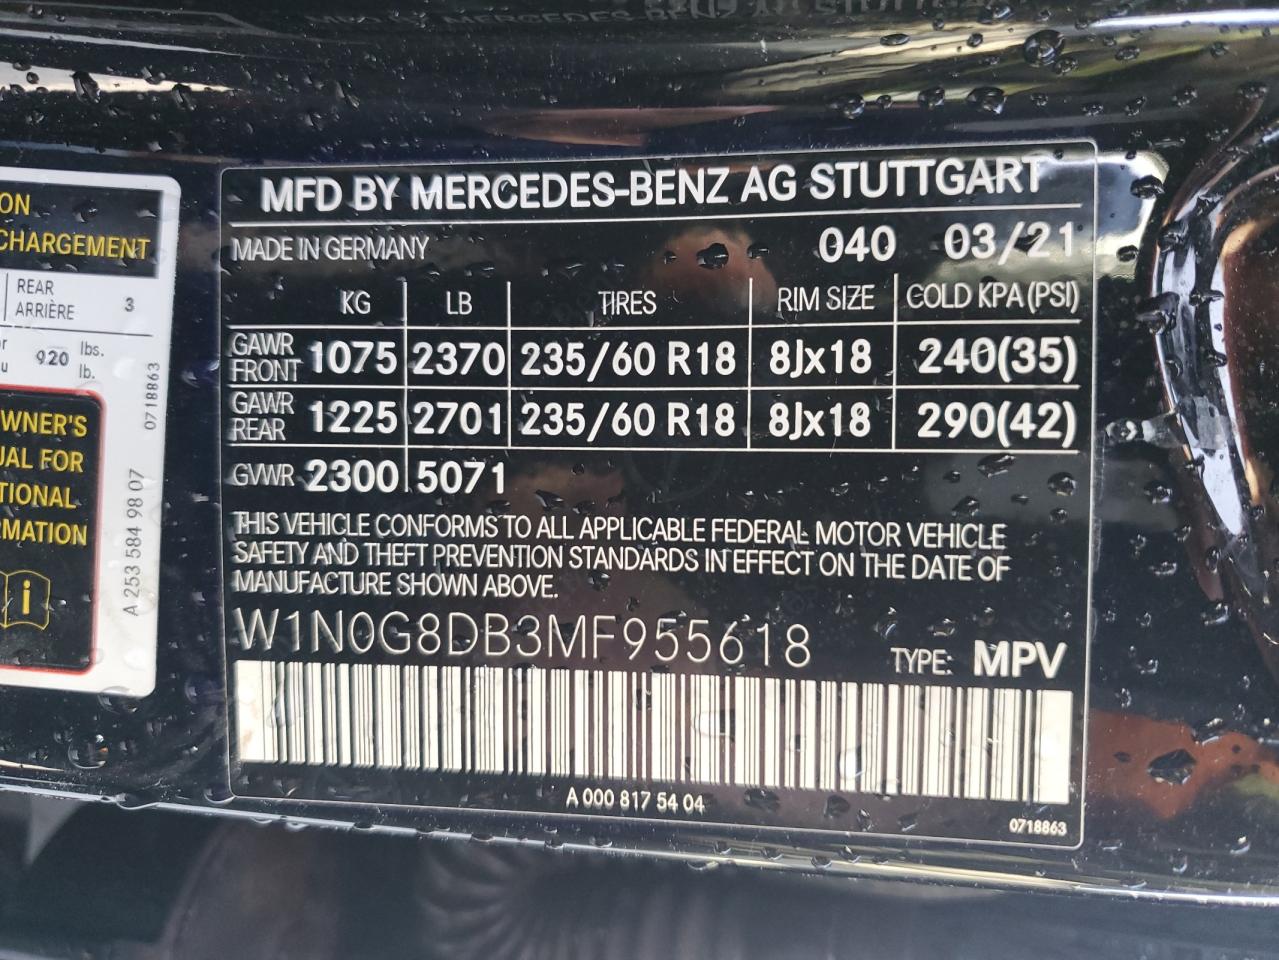 ON
CHARGEMENT
REAR
ARRIÈRE 3
920 lbs.
lb.
OWNER'S
FOR
MATION
i
0718863
A 253 584 98 07
MFD BY MERCEDES-BENZ AG STUTTGART
MADE IN GERMANY 040 03/21
KG LB TIRES RIM SIZE COLD KPA (PSI)
GAWR FRONT 1075 2370 235/60 R18 8Jx18 240(35)
GAWR REAR 1225 2701 235/60 R18 8Jx18 290(42)
GVWR 2300 5071
THIS VEHICLE CONFORMS TO ALL APPLICABLE FEDERAL MOTOR VEHICLE
SAFETY AND THEFT PREVENTION STANDARDS IN EFFECT ON THE DATE OF
MANUFACTURE SHOWN ABOVE.
W1N0G8DB3MF955618 TYPE: MPV
A 000 817 54 04
0718863